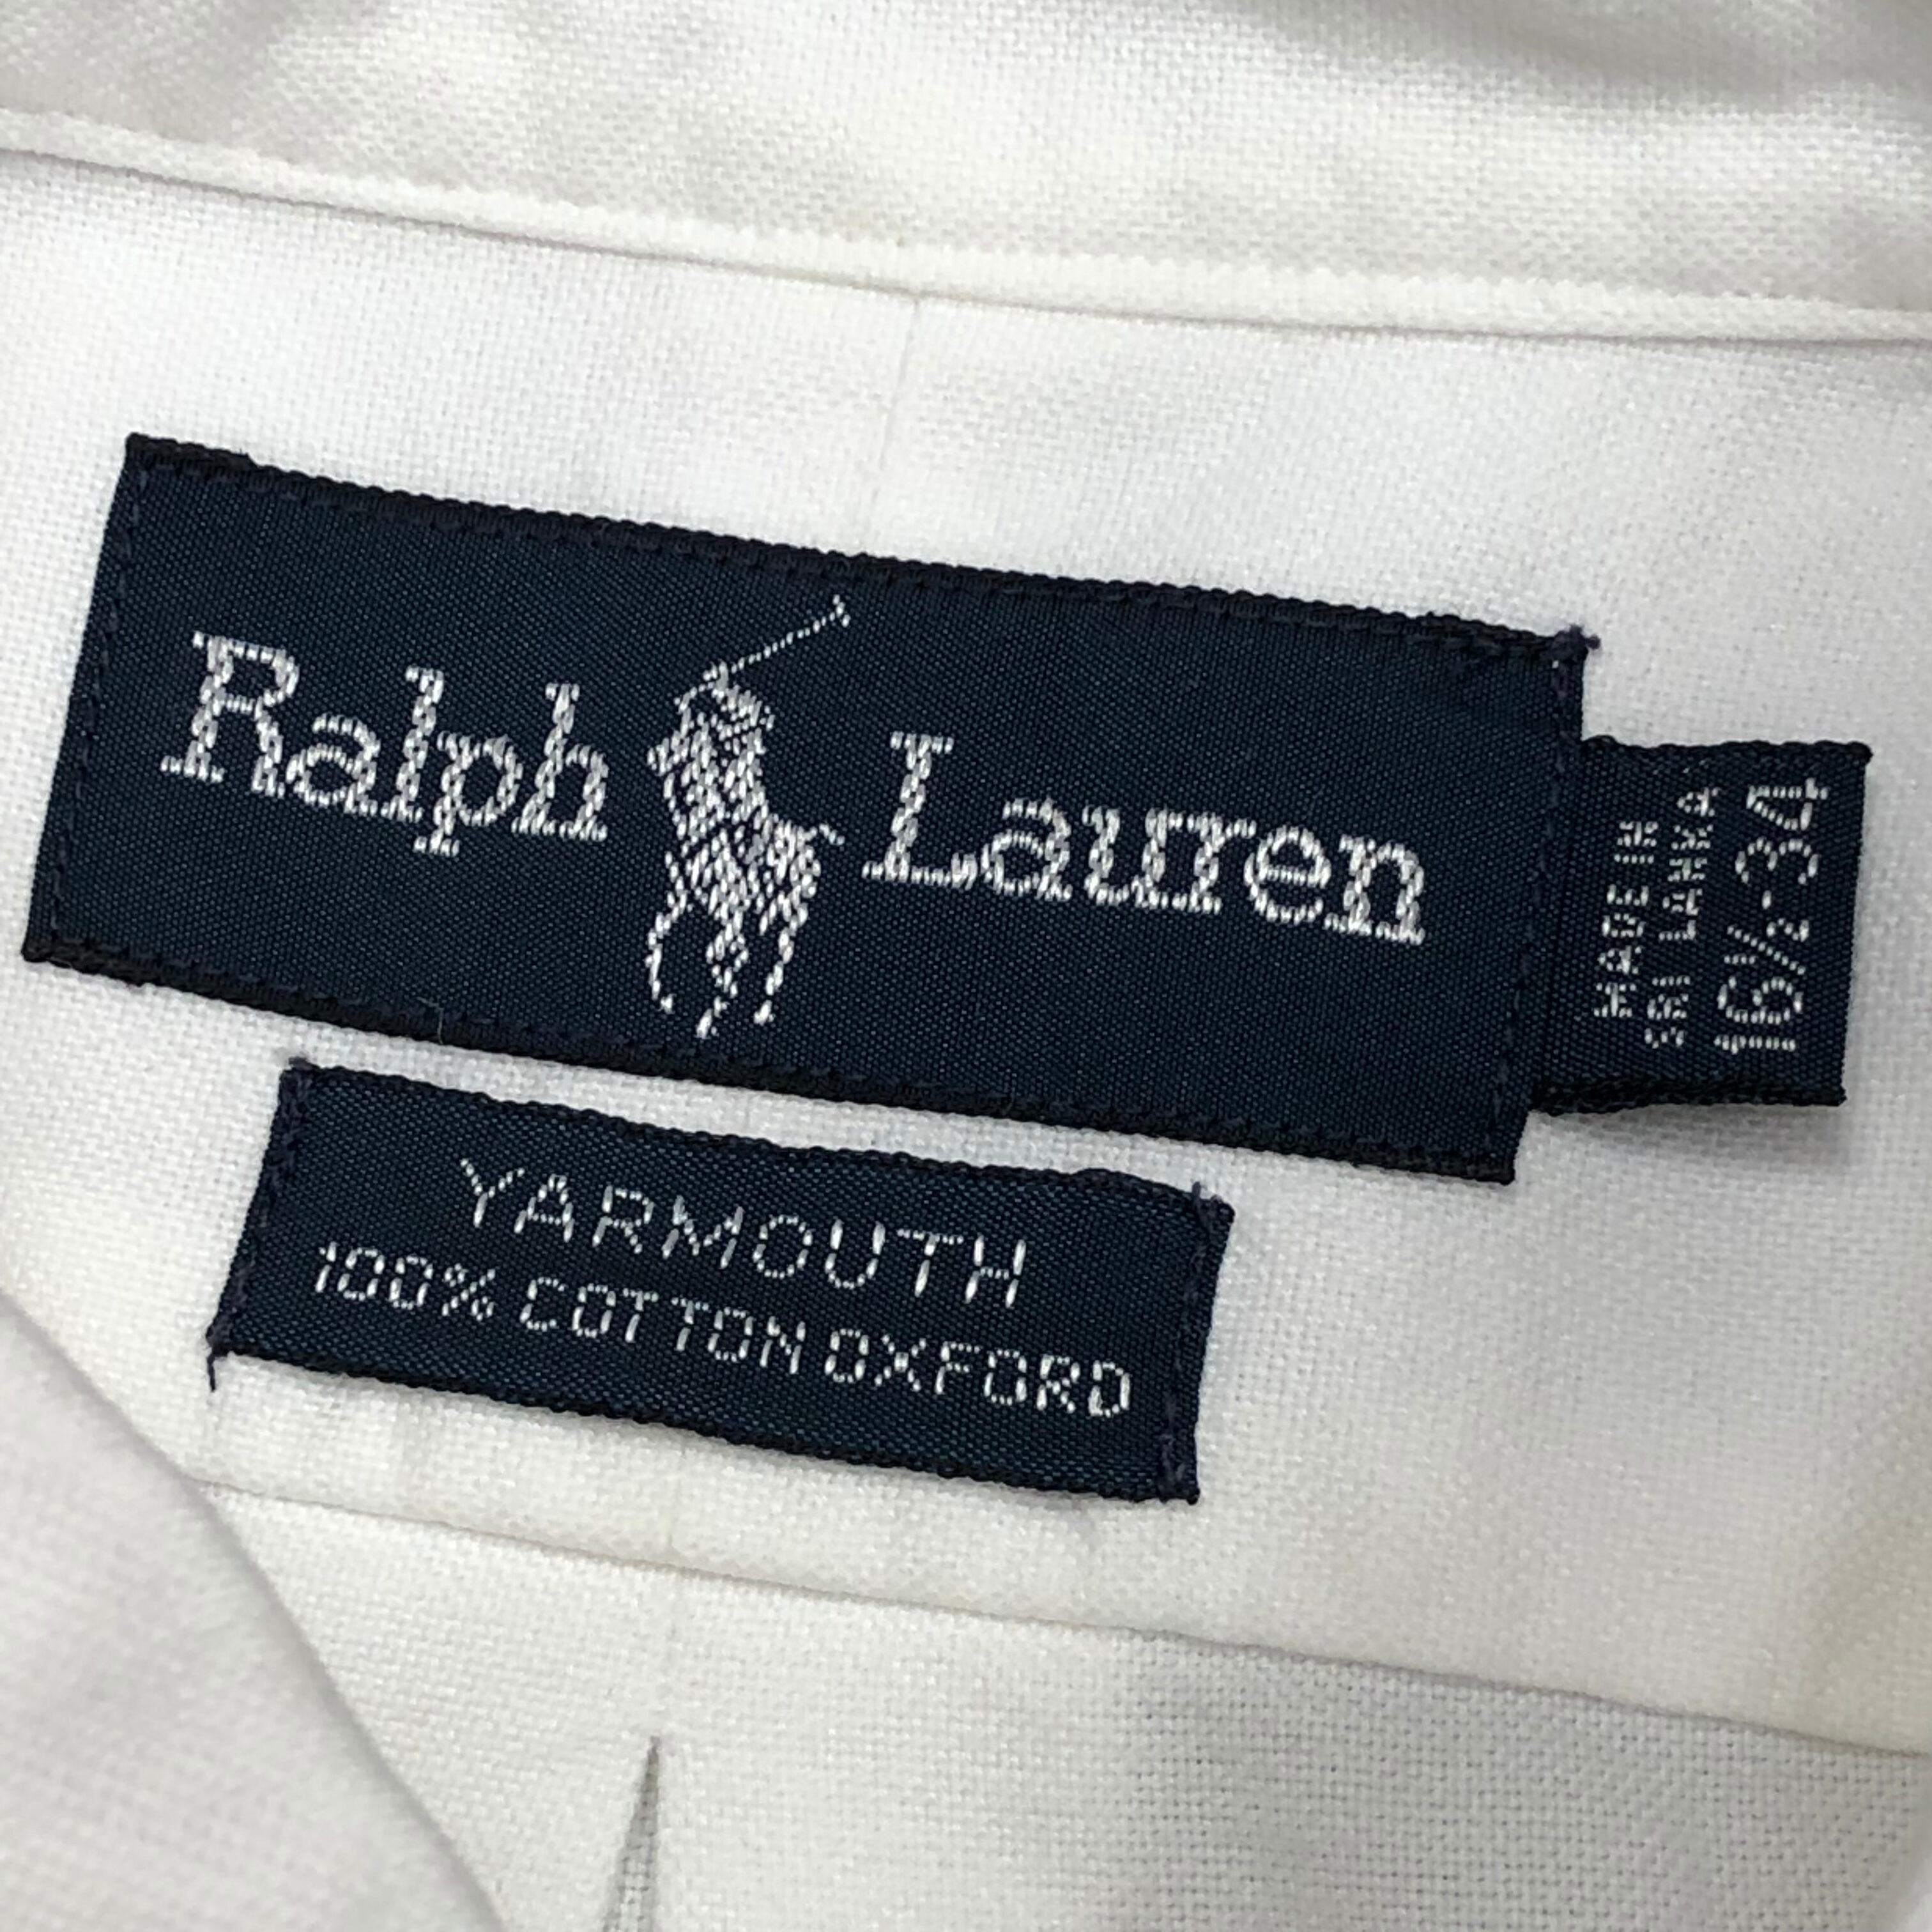 Ralph Lauren
MADE IN
SRI LANKA
16½-34
YARMOUTH
100% COTTON OXFORD